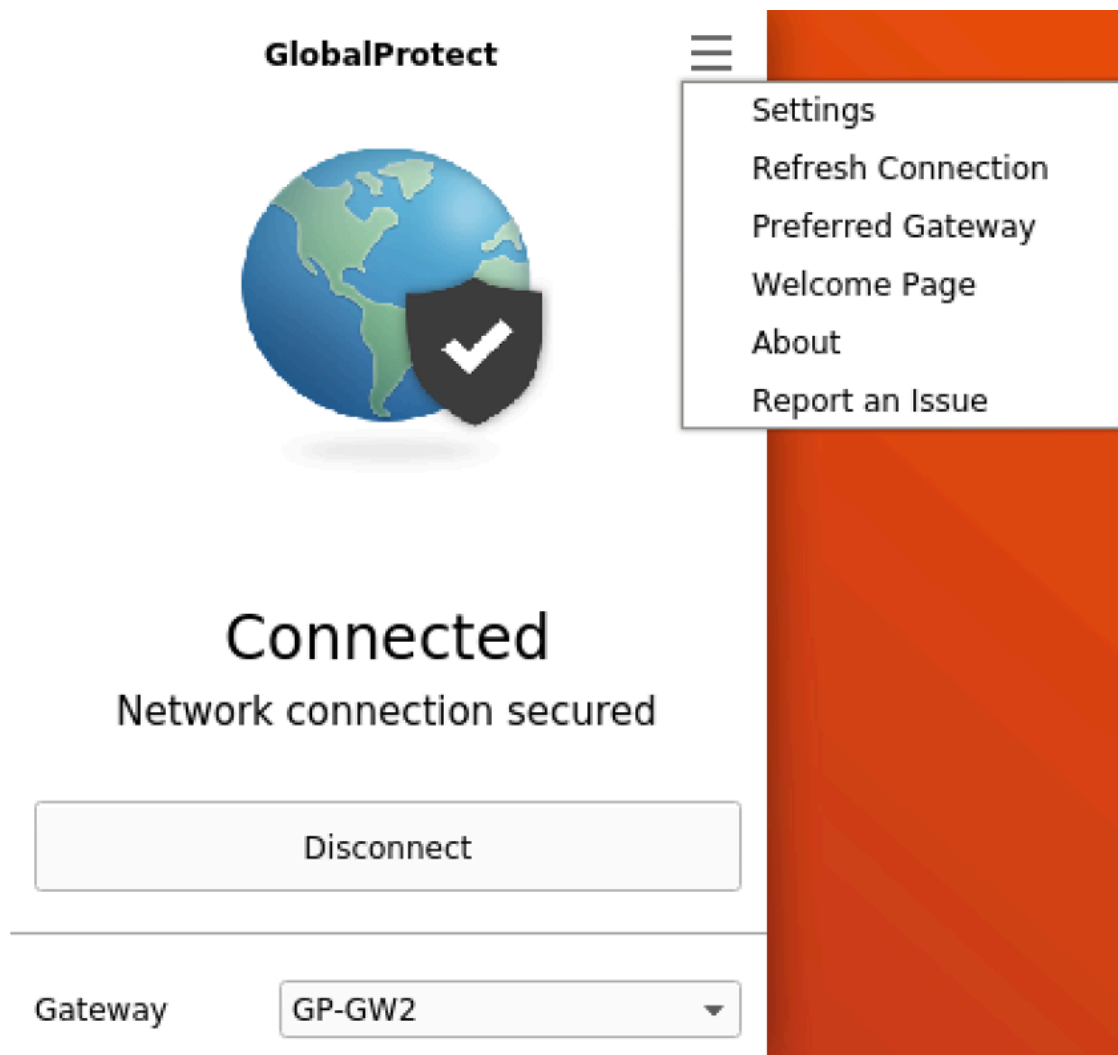 GlobalProtect
Settings
Refresh Connection
Preferred Gateway
Welcome Page
About
Report an Issue
Connected
Network connection secured
Disconnect
Gateway GP-GW2